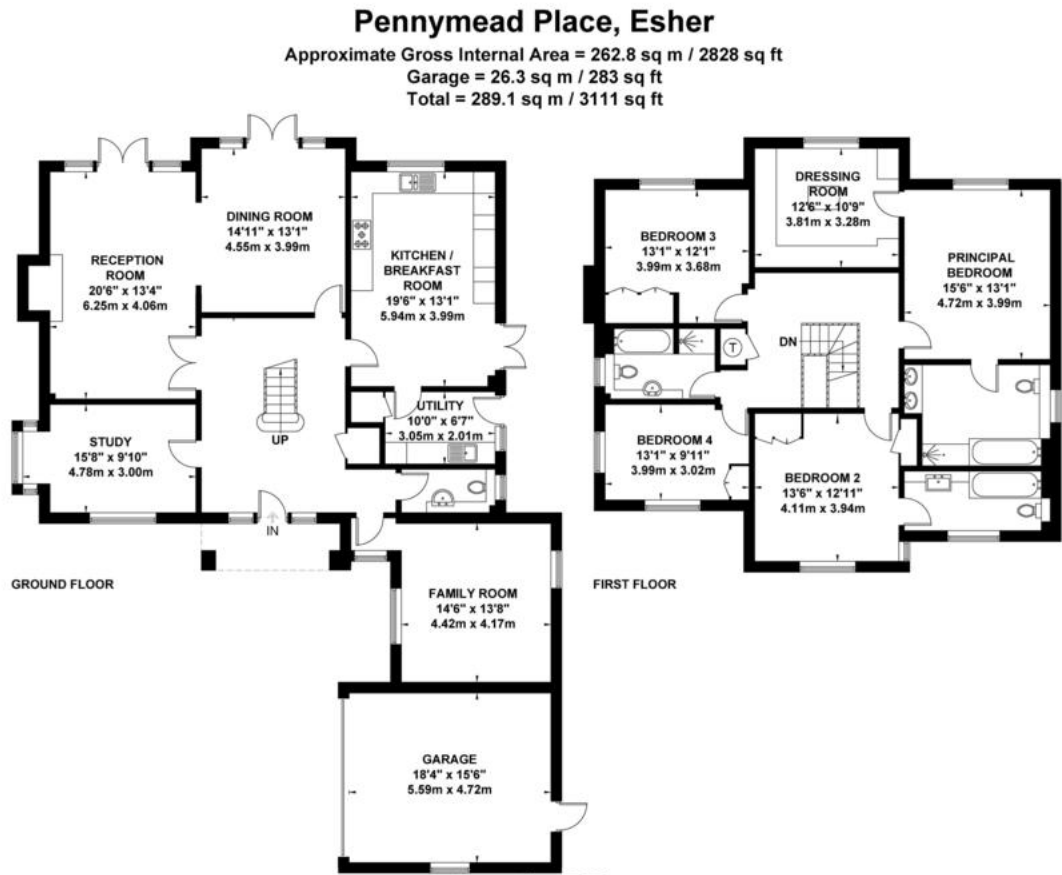 Pennymead Place, Esher
Approximate Gross Internal Area = 262.8 sq m / 2828 sq ft
Garage = 26.3 sq m / 283 sq ft
Total = 289.1 sq m / 3111 sq ft
RECEPTION
ROOM
20'6" x 13'4"
6.25m x 4.06m
DINING ROOM
14'11" x 13'1"
4.55m x 3.99m
KITCHEN /
BREAKFAST
ROOM
19'6" x 13'1"
5.94m x 3.99m
UTILITY
10'0" x 6'7"
3.05m x 2.01m
STUDY
15'8" x 9'10"
4.78m x 3.00m
UP
IN
GROUND FLOOR
FAMILY ROOM
14'6" x 13'8"
4.42m x 4.17m
GARAGE
18'4" x 15'6"
5.59m x 4.72m
DRESSING
ROOM
12'6" x 10'9"
3.81m x 3.28m
BEDROOM 3
13'1" x 12'1"
3.99m x 3.68m
PRINCIPAL
BEDROOM
15'6" x 13'1"
4.72m x 3.99m
T
DN
BEDROOM 4
13'1" x 9'11"
3.99m x 3.02m
BEDROOM 2
13'6" x 12'11"
4.11m x 3.94m
FIRST FLOOR